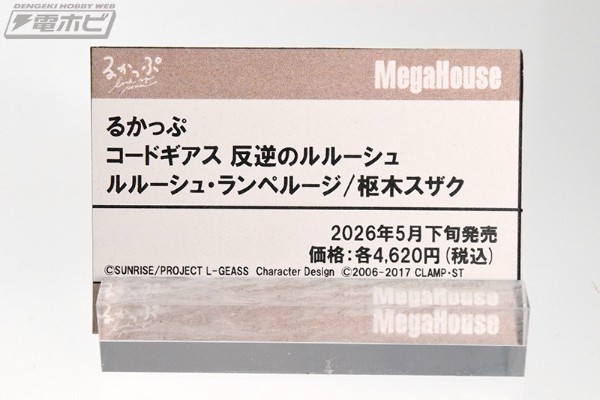 DENGEKI HOBBY WEB
電ホビ
るかっぷ
MegaHouse
るかっぷ
コードギアス 反逆のルルーシュ
ルルーシュ・ランペルージ/枢木スザク
2026年5月下旬発売
価格:各4,620円(税込)
©SUNRISE/PROJECT L-GEASS Character Design ©2006-2017 CLAMP・ST
MegaHouse
MegaHouse